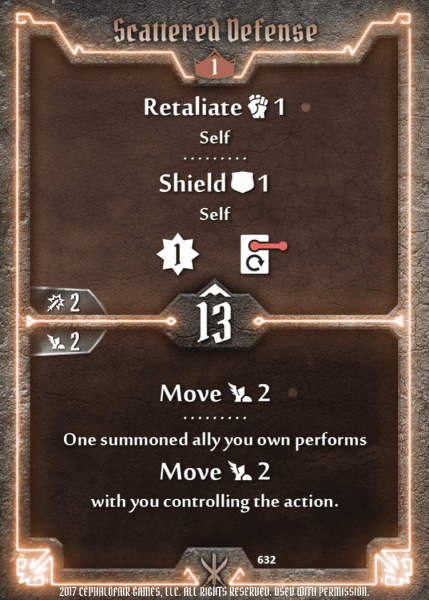 Scattered Defense
1
Retaliate 1
Self
Shield 1
Self
1
2
13
2
Move 2
One summoned ally you own performs
Move 2
with you controlling the action.
632
2017 CEPHALOFAIR GAMES, LLC. ALL RIGHTS RESERVED. USED WITH PERMISSION.